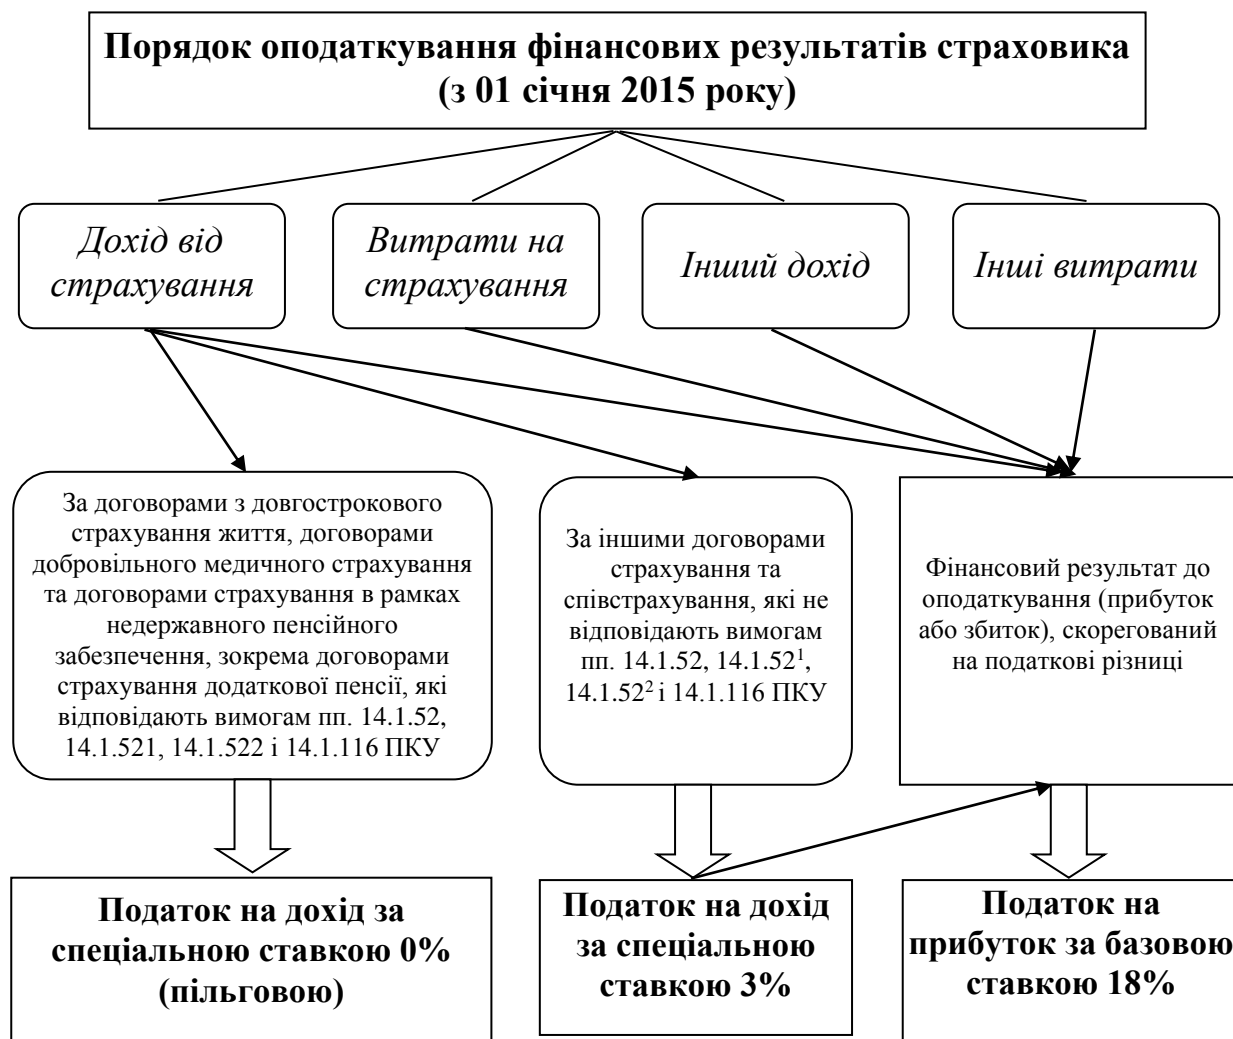 Порядок оподаткування фінансових результатів страховика
(з 01 січня 2015 року)
Дохід від
страхування
Витрати на
страхування
Інший дохід
Інші витрати
За договорами з довгострокового
страхування життя, договорами
добровільного медичного страхування
та договорами страхування в рамках
недержавного пенсійного
забезпечення, зокрема договорами
страхування додаткової пенсії, які
відповідають вимогам пп. 14.1.52,
14.1.521, 14.1.522 і 14.1.116 ПКУ
За іншими договорами
страхування та
співстрахування, які не
відповідають вимогам
пп. 14.1.52, 14.1.52¹,
14.1.52² і 14.1.116 ПКУ
Фінансовий результат до
оподаткування (прибуток
або збиток), скорегований
на податкові різниці
Податок на дохід за
спеціальною ставкою 0%
(пільговою)
Податок на дохід
за спеціальною
ставкою 3%
Податок на
прибуток за базовою
ставкою 18%